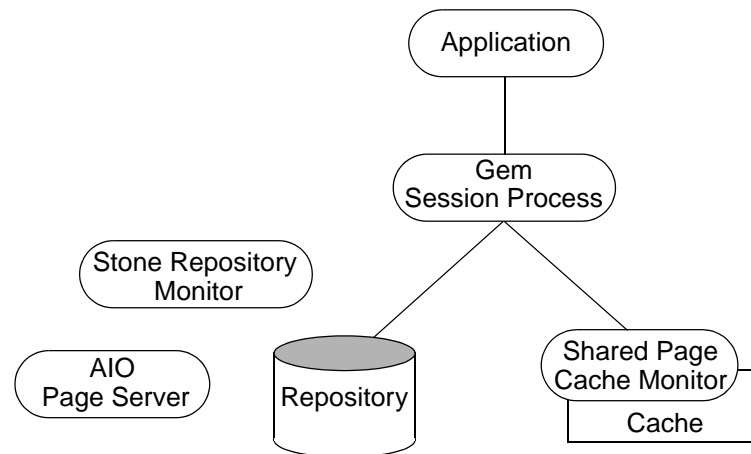 Application
Gem
Session Process
Stone Repository
Monitor
AIO
Page Server
Repository
Shared Page
Cache Monitor
Cache